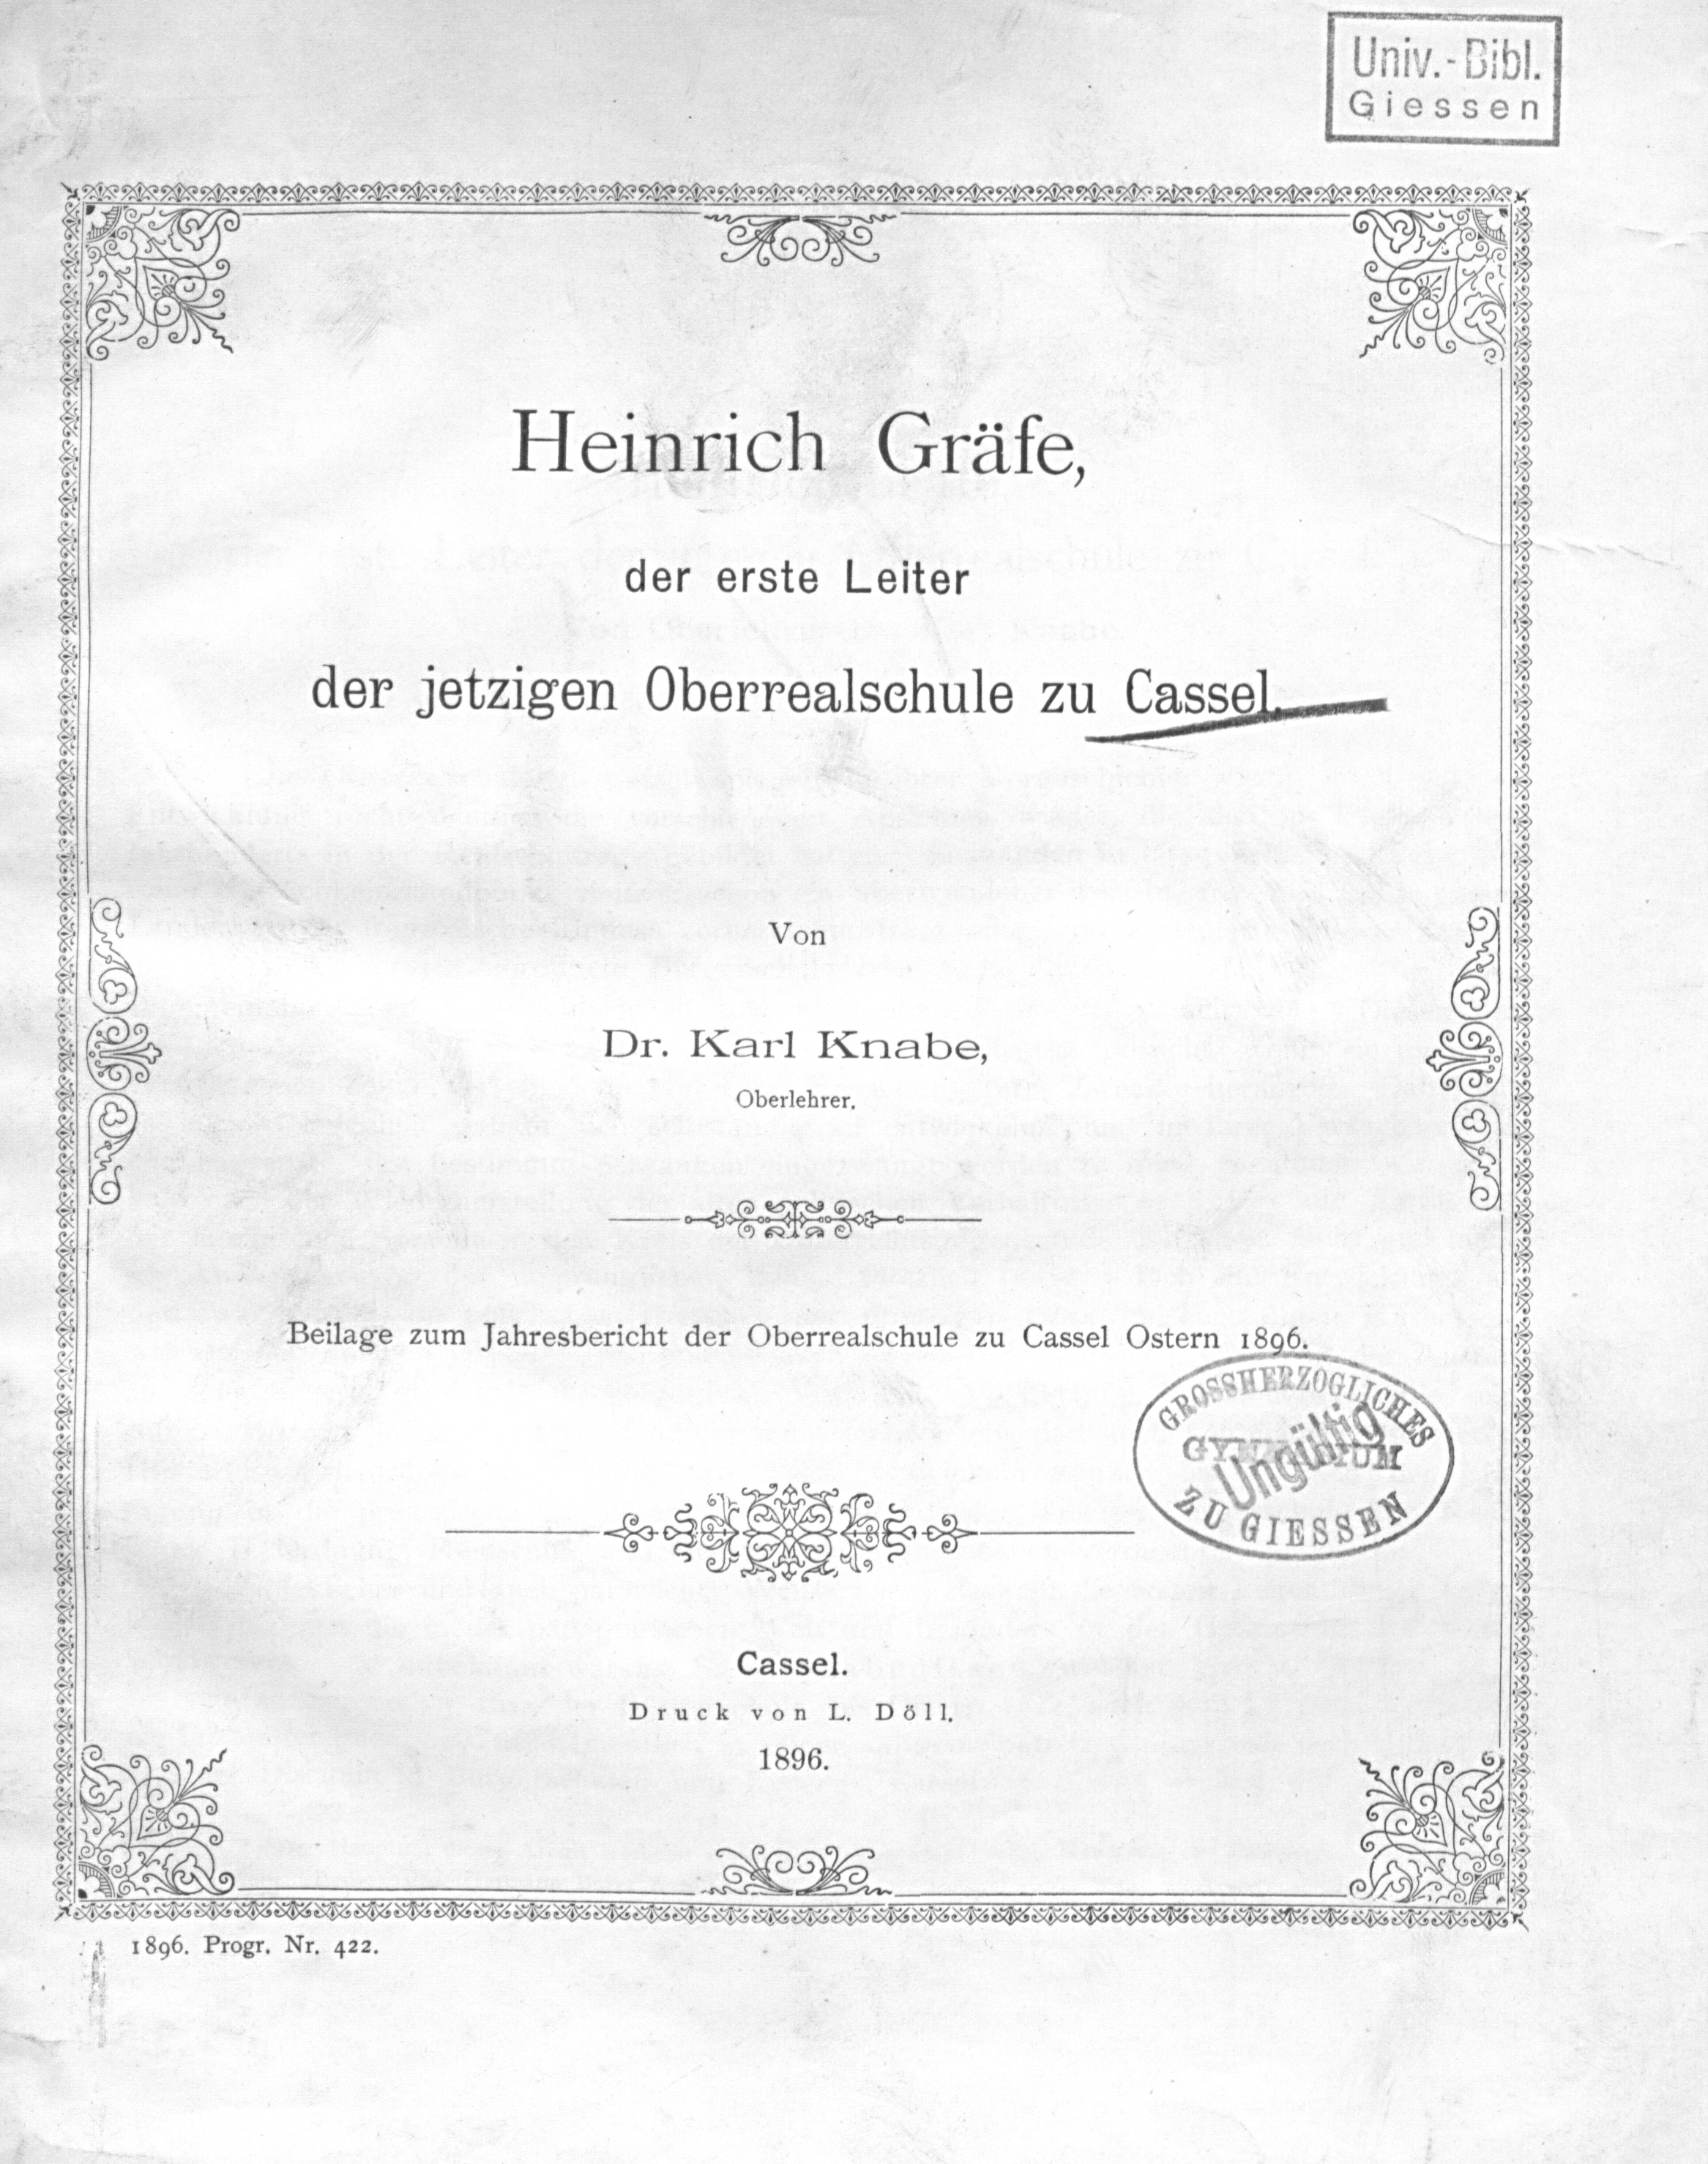 Univ.-Bibl.
Giessen
Heinrich Gräfe,
der erste Leiter
der jetzigen Oberrealschule zu Cassel.
Von
Dr. Karl Knabe,
Oberlehrer.
Beilage zum Jahresbericht der Oberrealschule zu Cassel Ostern 1896.
GROSSHERZOGLICHES
GYMNASIUM
Ungültig
ZU GIESSEN
Cassel.
Druck von L. Döll.
1896.
1896. Progr. Nr. 422.